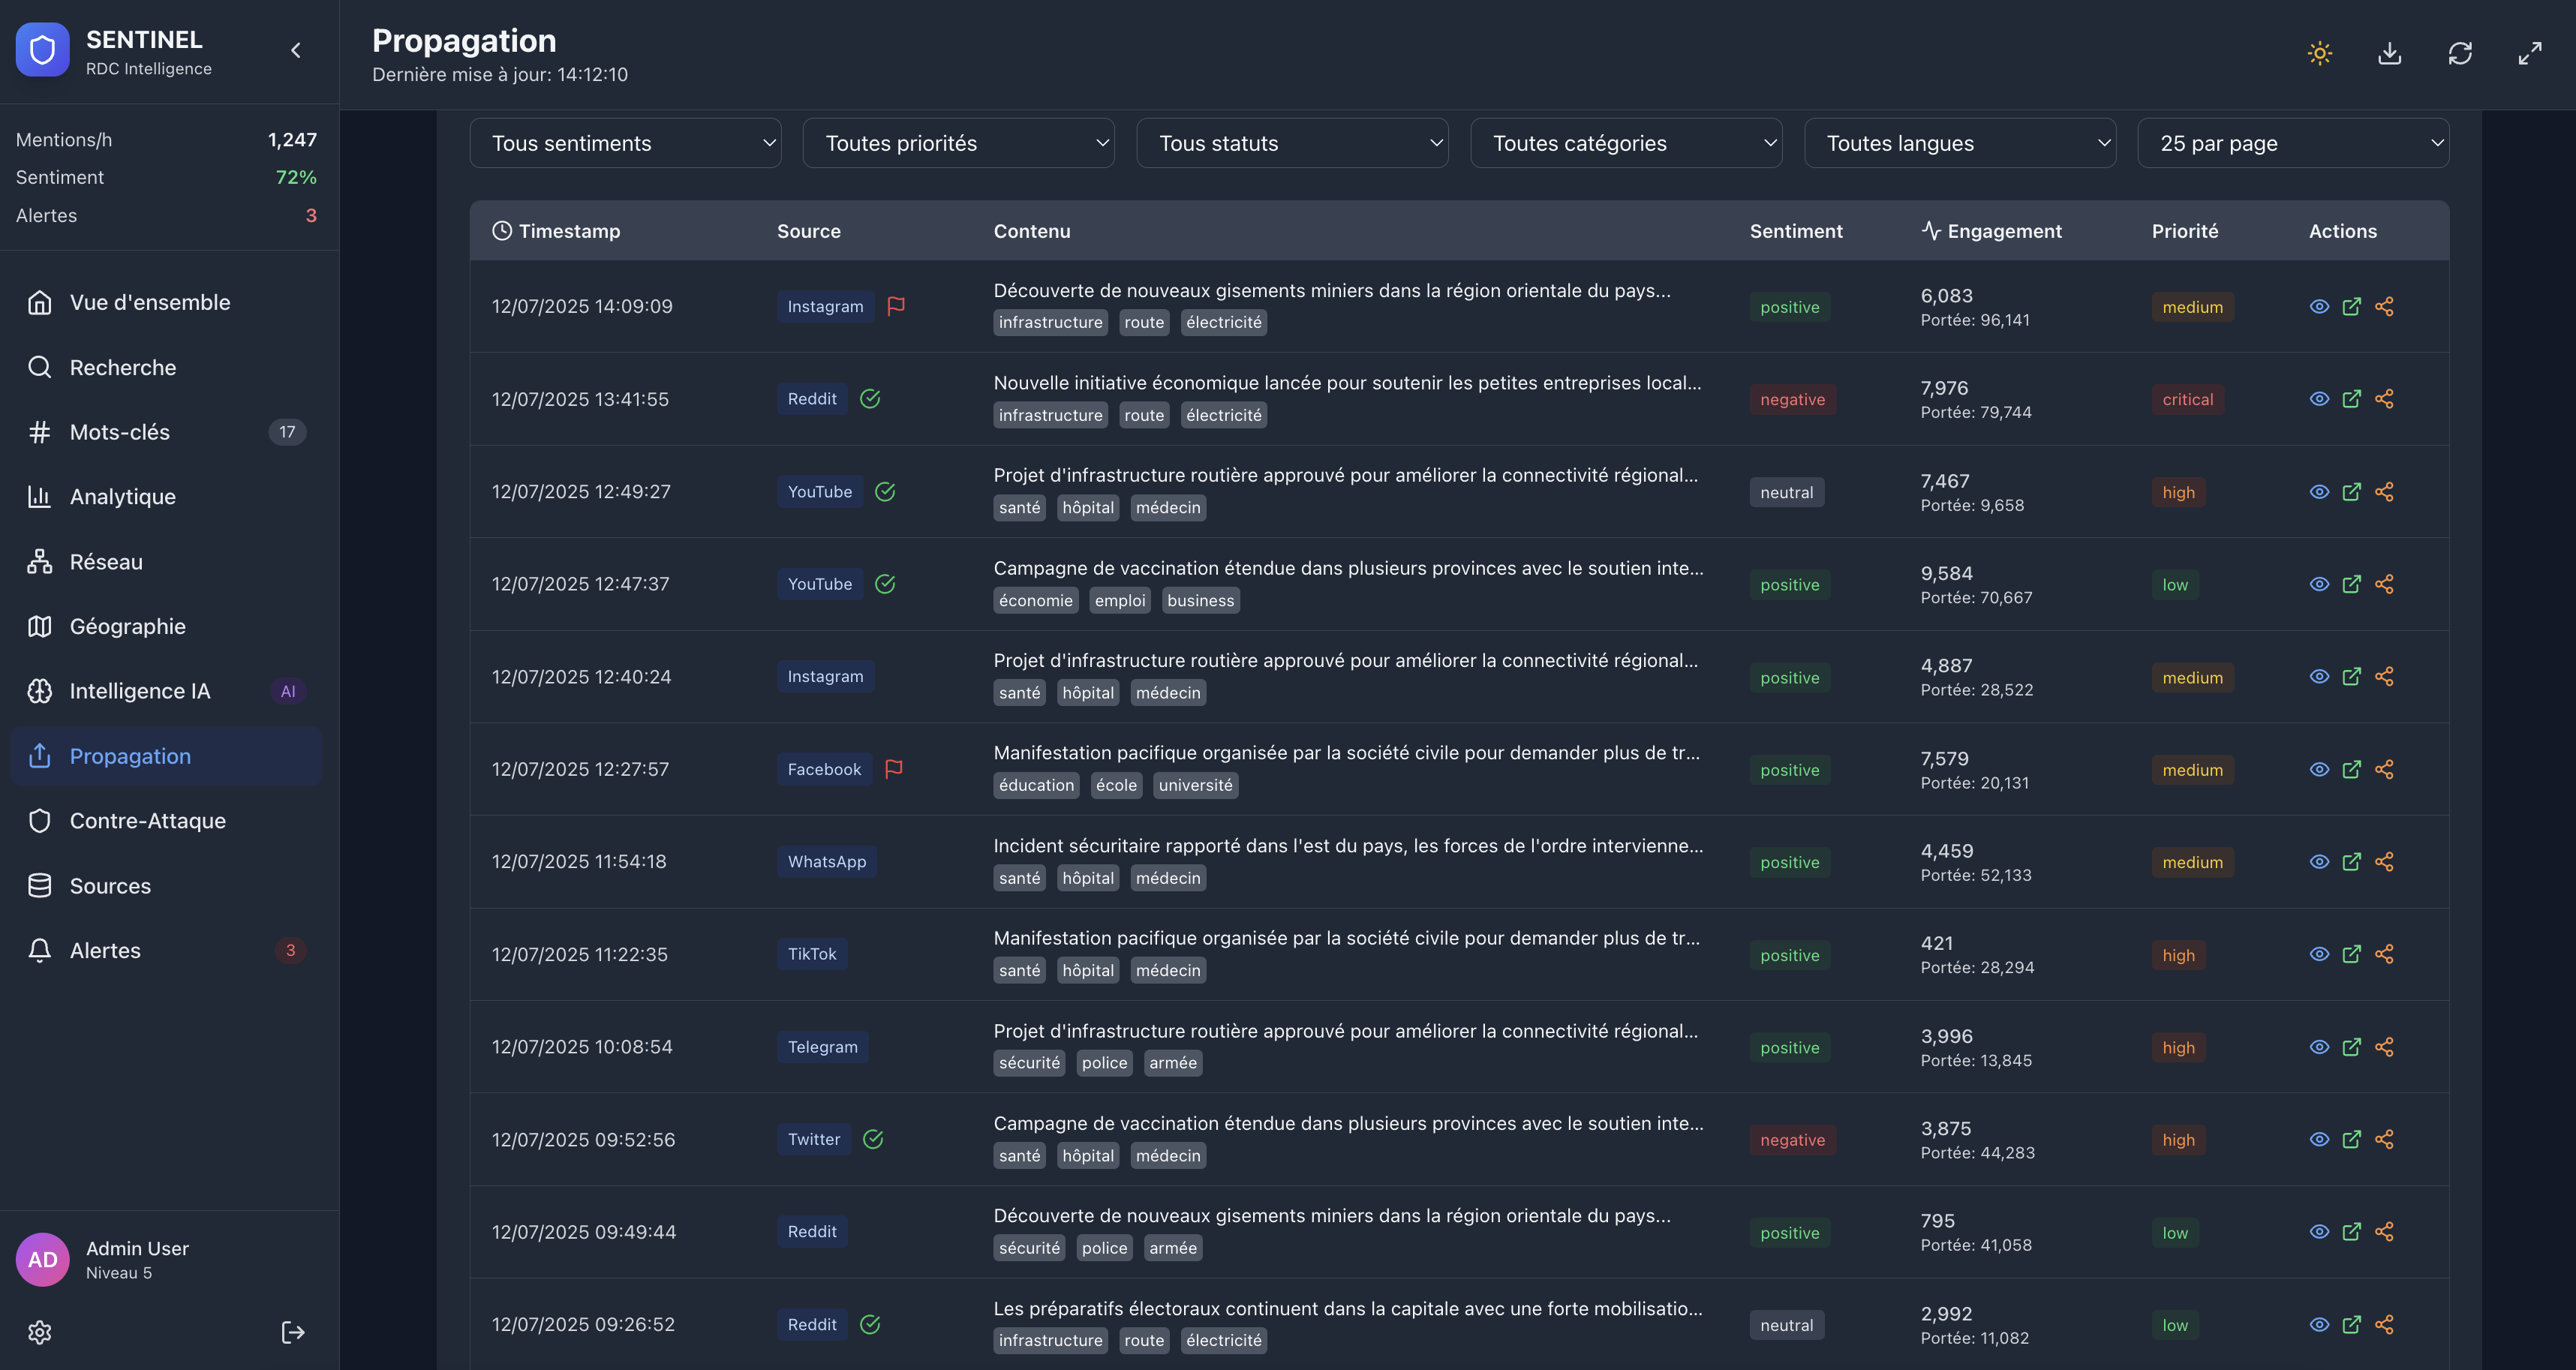 SENTINEL
RDC Intelligence
Mentions/h 1,247
Sentiment 72%
Alertes 3
Vue d'ensemble
Recherche
Mots-clés 17
Analytique
Réseau
Géographie
Intelligence IA AI
Propagation
Contre-Attaque
Sources
Alertes 3
AD
Admin User
Niveau 5
Propagation
Dernière mise à jour: 14:12:10
Tous sentiments Toutes priorités Tous statuts Toutes catégories Toutes langues 25 par page
Timestamp Source Contenu Sentiment Engagement Priorité Actions
12/07/2025 14:09:09 Instagram Découverte de nouveaux gisements miniers dans la région orientale du pays... positive 6,083 medium
infrastructure route électricité Portée: 96,141
12/07/2025 13:41:55 Reddit Nouvelle initiative économique lancée pour soutenir les petites entreprises local... negative 7,976 critical
infrastructure route électricité Portée: 79,744
12/07/2025 12:49:27 YouTube Projet d'infrastructure routière approuvé pour améliorer la connectivité régional... neutral 7,467 high
santé hôpital médecin Portée: 9,658
12/07/2025 12:47:37 YouTube Campagne de vaccination étendue dans plusieurs provinces avec le soutien inte... positive 9,584 low
économie emploi business Portée: 70,667
12/07/2025 12:40:24 Instagram Projet d'infrastructure routière approuvé pour améliorer la connectivité régional... positive 4,887 medium
santé hôpital médecin Portée: 28,522
12/07/2025 12:27:57 Facebook Manifestation pacifique organisée par la société civile pour demander plus de tr... positive 7,579 medium
éducation école université Portée: 20,131
12/07/2025 11:54:18 WhatsApp Incident sécuritaire rapporté dans l'est du pays, les forces de l'ordre intervienne... positive 4,459 medium
santé hôpital médecin Portée: 52,133
12/07/2025 11:22:35 TikTok Manifestation pacifique organisée par la société civile pour demander plus de tr... positive 421 high
santé hôpital médecin Portée: 28,294
12/07/2025 10:08:54 Telegram Projet d'infrastructure routière approuvé pour améliorer la connectivité régional... positive 3,996 high
sécurité police armée Portée: 13,845
12/07/2025 09:52:56 Twitter Campagne de vaccination étendue dans plusieurs provinces avec le soutien inte... negative 3,875 high
santé hôpital médecin Portée: 44,283
12/07/2025 09:49:44 Reddit Découverte de nouveaux gisements miniers dans la région orientale du pays... positive 795 low
sécurité police armée Portée: 41,058
12/07/2025 09:26:52 Reddit Les préparatifs électoraux continuent dans la capitale avec une forte mobilisatio... neutral 2,992 low
infrastructure route électricité Portée: 11,082